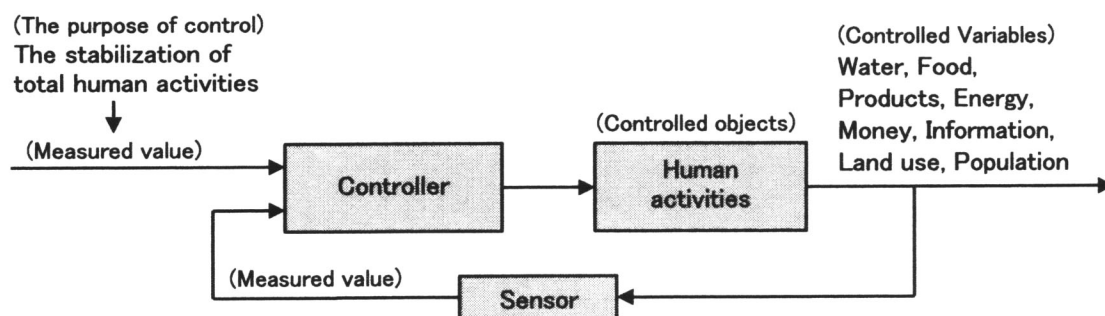 (The purpose of control)
The stabilization of
total human activities
(Measured value)
Controller
(Controlled objects)
Human
activities
(Controlled Variables)
Water, Food,
Products, Energy,
Money, Information,
Land use, Population
(Measured value)
Sensor